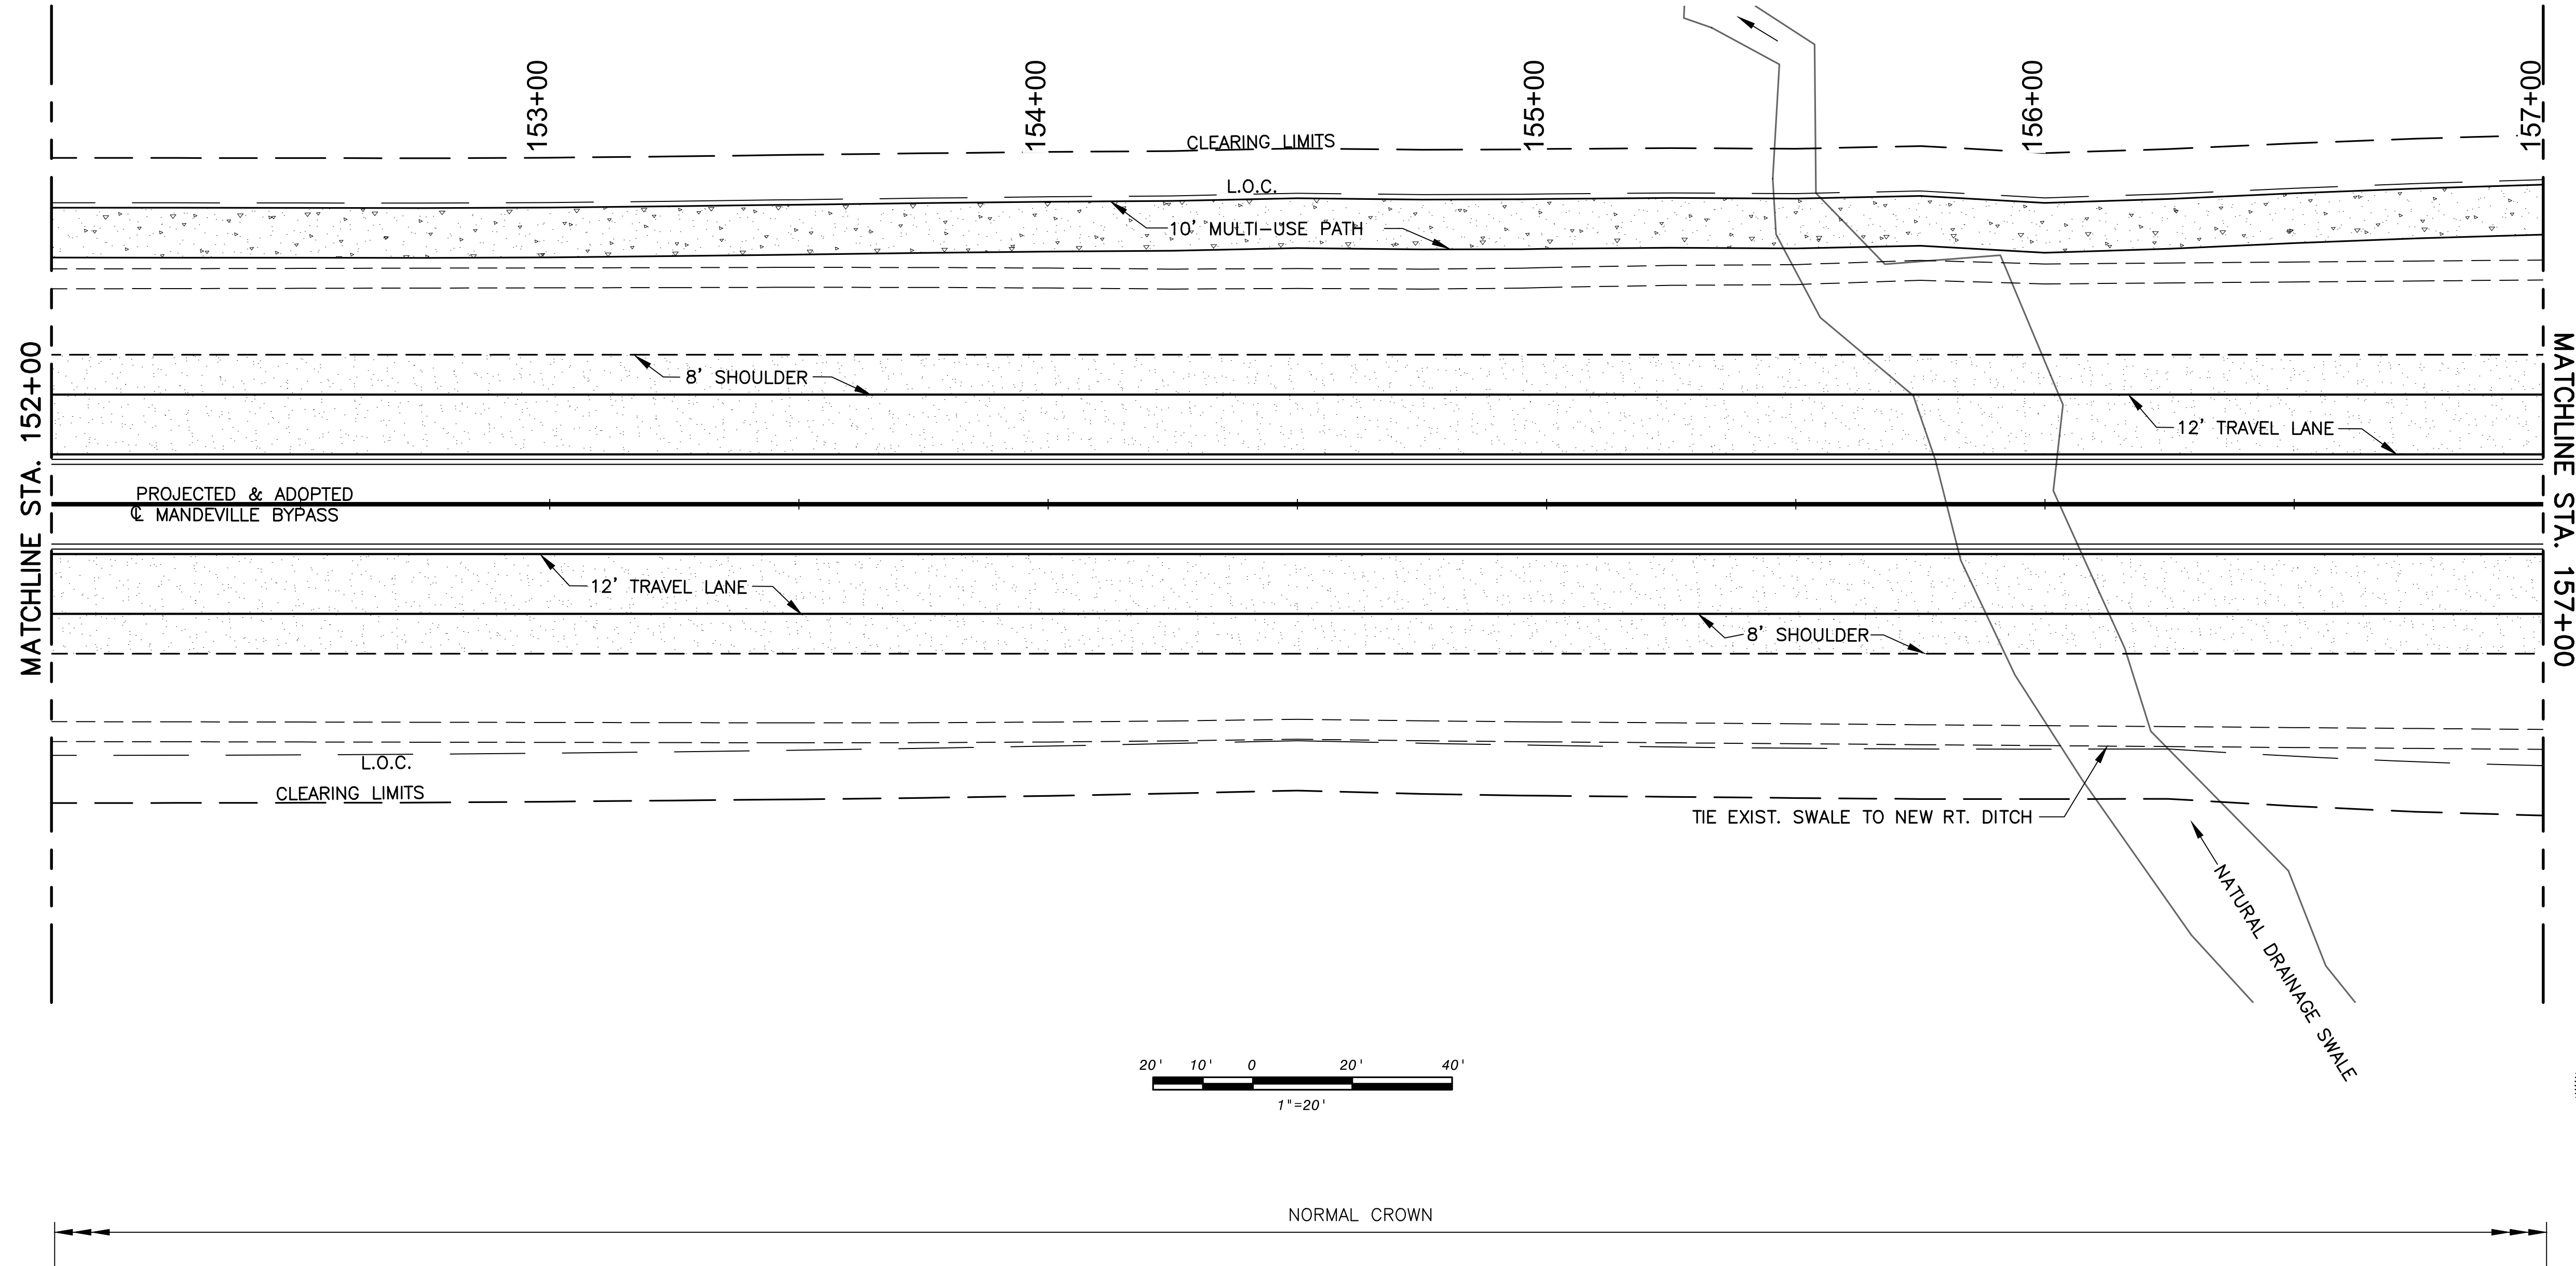 153+00
154+00
155+00
156+00
157+00
CLEARING LIMITS
L.O.C.
10' MULTI-USE PATH
MATCHLINE STA. 152+00
MATCHLINE STA. 157+00
8' SHOULDER
12' TRAVEL LANE
PROJECTED & ADOPTED
℄ MANDEVILLE BYPASS
12' TRAVEL LANE
8' SHOULDER
L.O.C.
CLEARING LIMITS
TIE EXIST. SWALE TO NEW RT. DITCH
NATURAL DRAINAGE SWALE
20' 10' 0 20' 40'
1"=20'
NORMAL CROWN